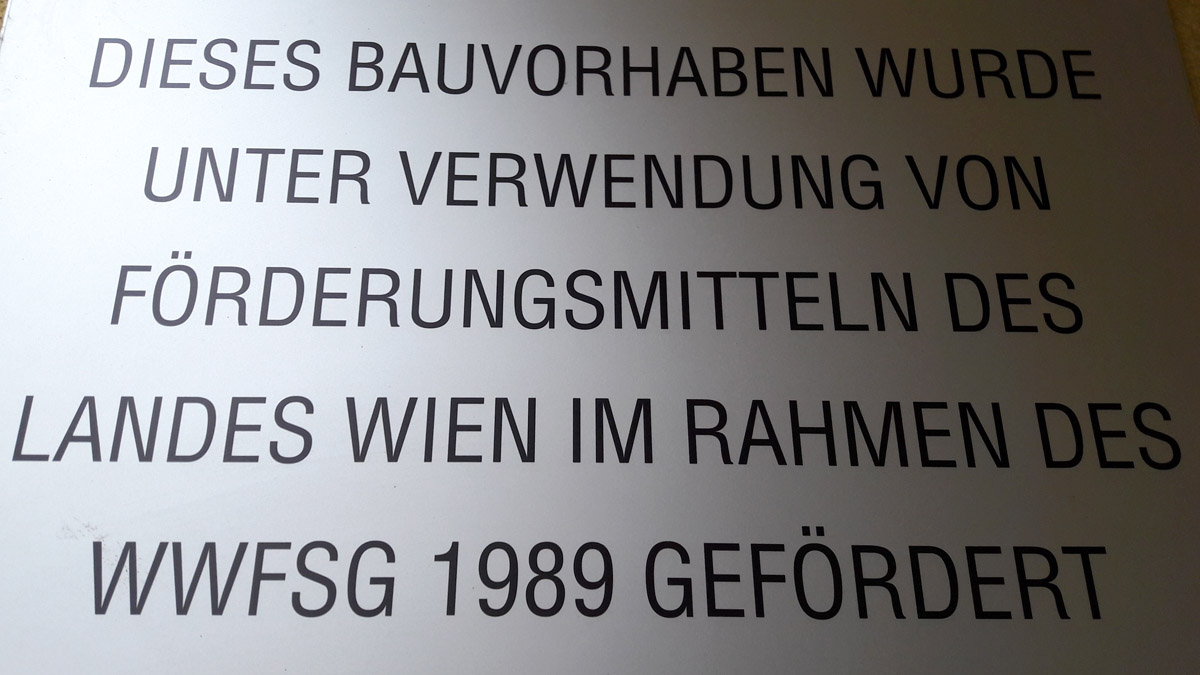 DIESES BAUVORHABEN WURDE
UNTER VERWENDUNG VON
FÖRDERUNGSMITTELN DES
LANDES WIEN IM RAHMEN DES
WWFSG 1989 GEFÖRDERT